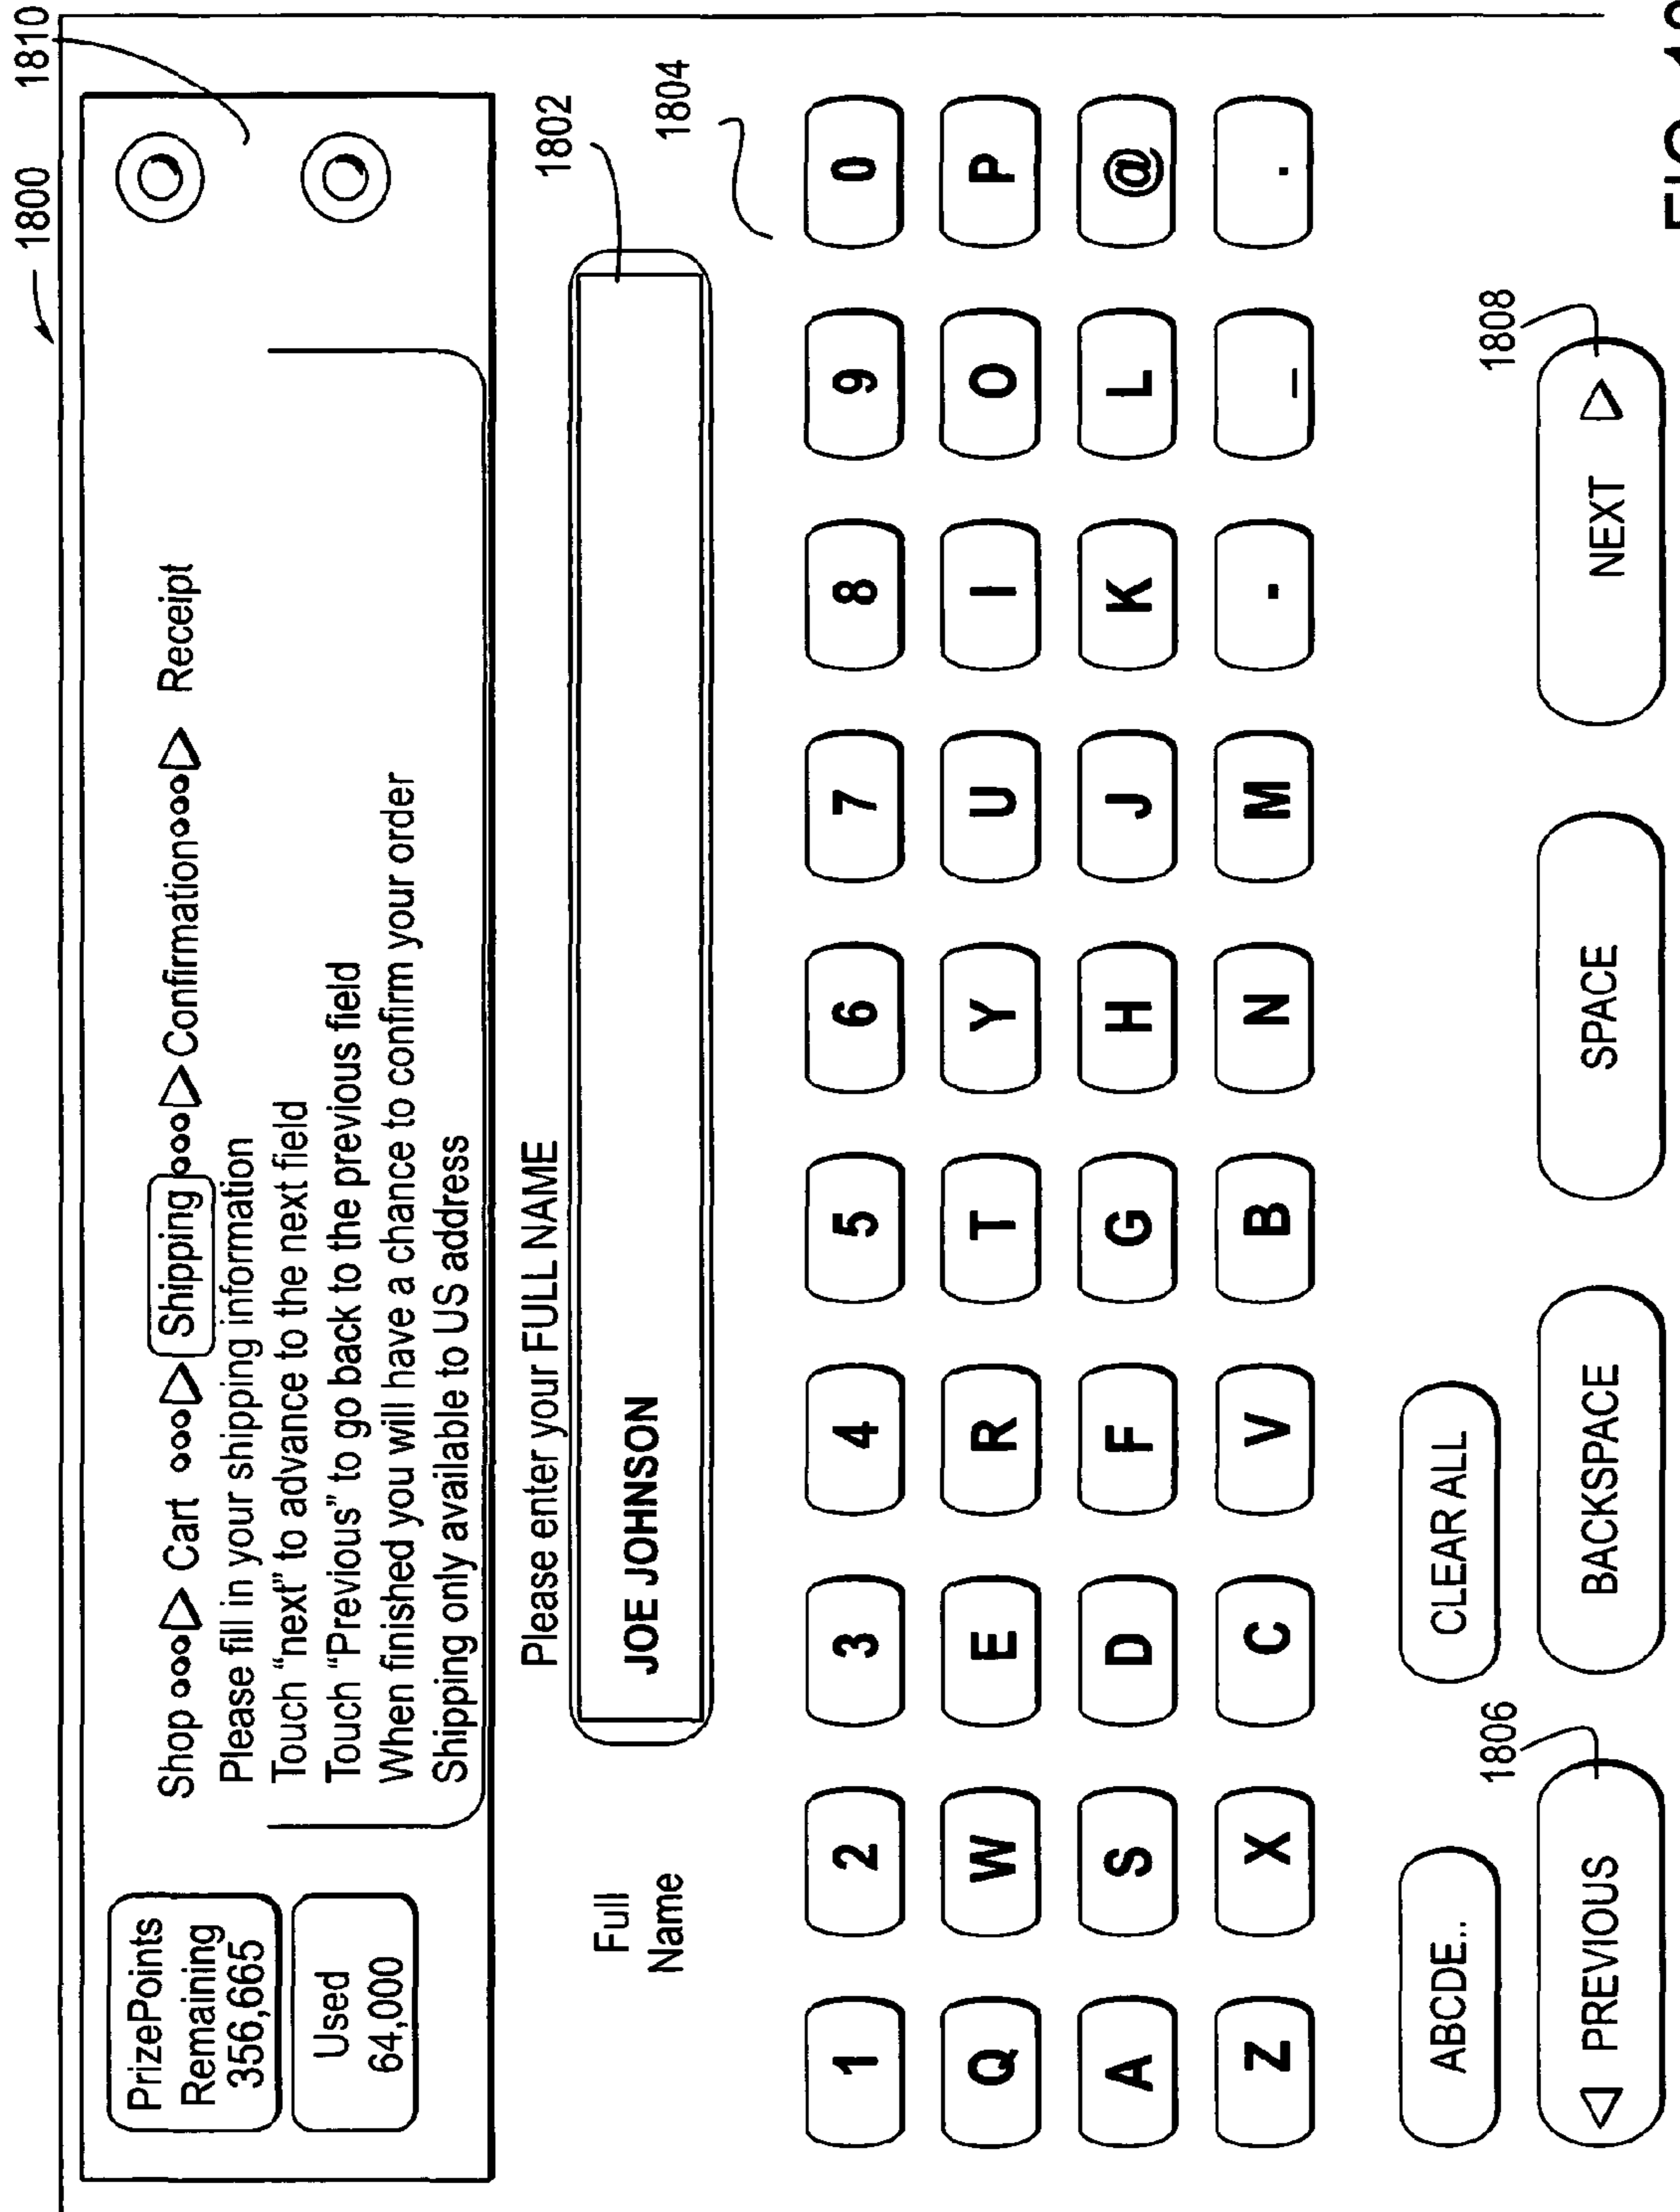 1800
1810
PrizePoints
Remaining
356,665
Used
64,000
Shop Cart Shipping Confirmation Receipt
Please fill in your shipping information
Touch “next” to advance to the next field
Touch “Previous” to go back to the previous field
When finished you will have a chance to confirm your order
Shipping only available to US address
Please enter your FULL NAME
1802
Full
Name
JOE JOHNSON
1804
1 2 3 4 5 6 7 8 9 0
Q W E R T Y U I O P
A S D F G H J K L @
Z X C V B N M - _ .
ABCDE.. CLEAR ALL
1806
1808
PREVIOUS BACKSPACE SPACE NEXT